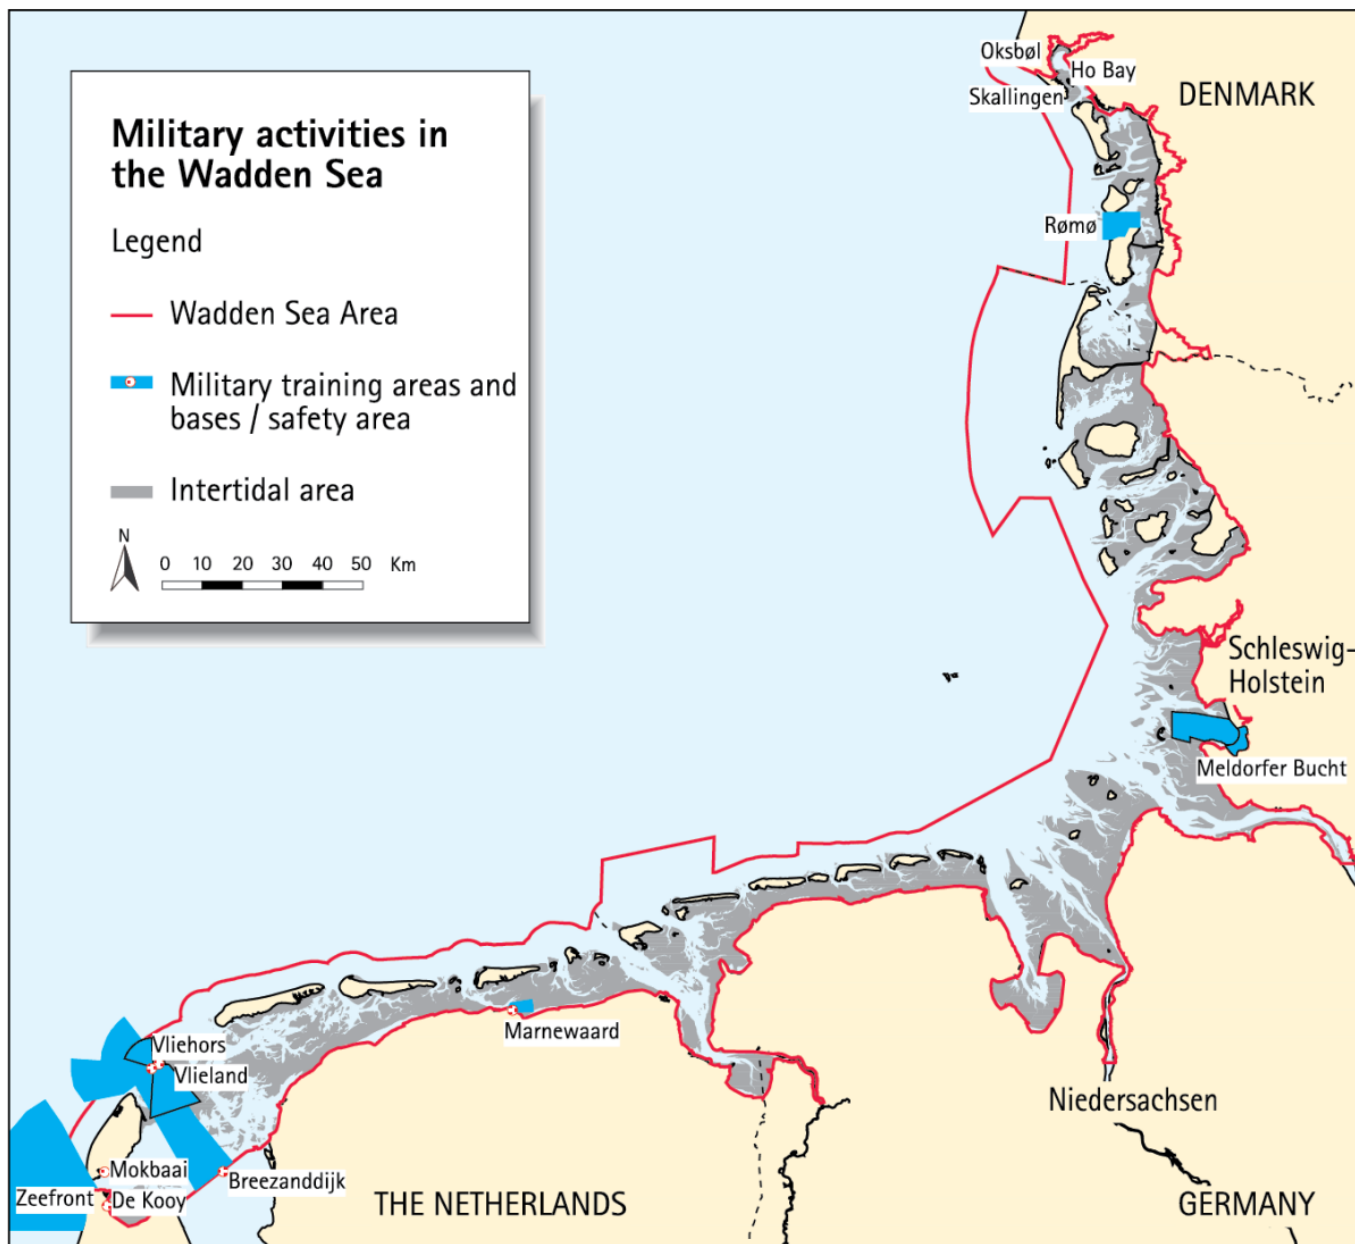 Military activities in
the Wadden Sea
Legend
Wadden Sea Area
Military training areas and
bases / safety area
Intertidal area
N
0 10 20 30 40 50 Km
Oksbøl
Ho Bay
Skallingen
DENMARK
Rømø
Schleswig-
Holstein
Meldorfer Bucht
Marnewaard
Vliehors
Vlieland
Mokbaai
Breezanddijk
Zeefront
De Kooy
THE NETHERLANDS
Niedersachsen
GERMANY